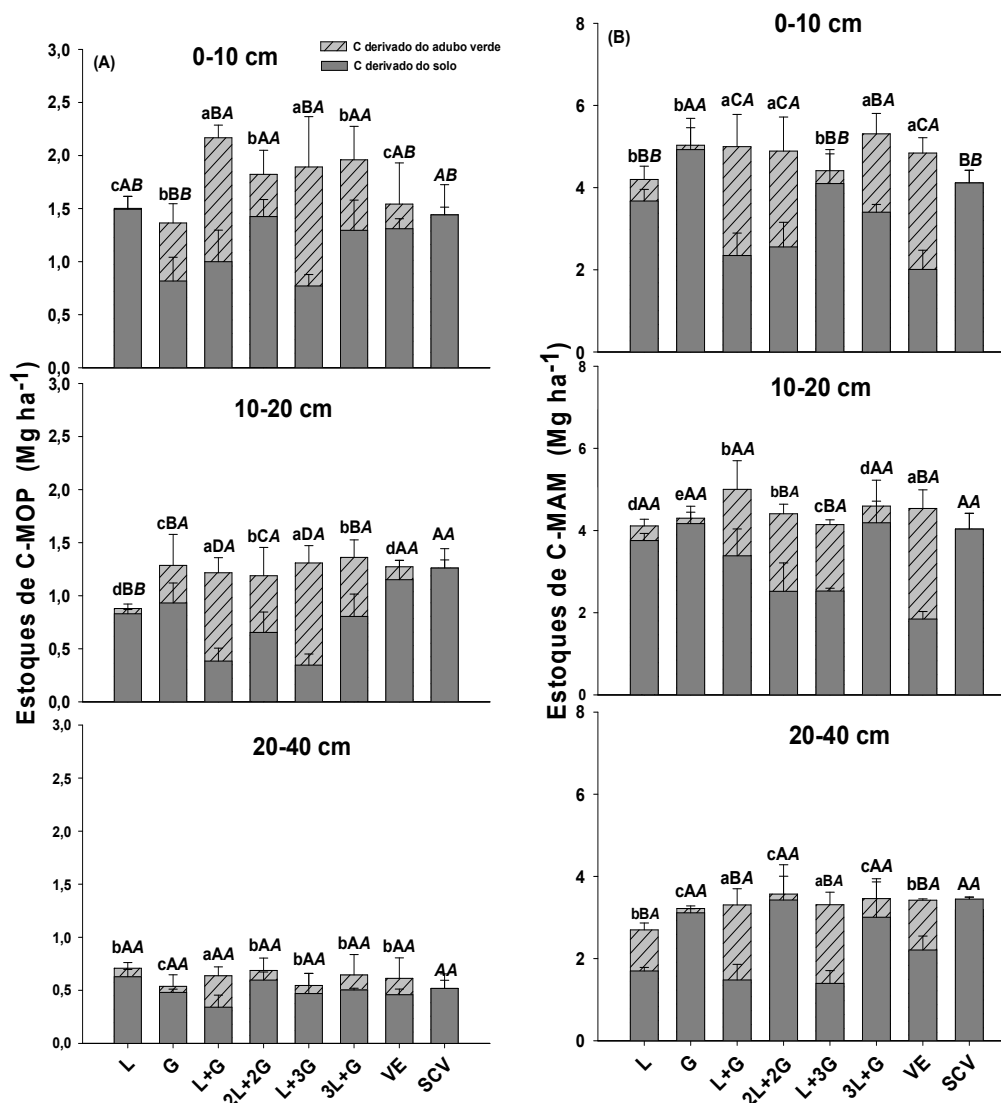 Estoques de C-MOP (Mg ha⁻¹)
(A)
0-10 cm
C derivado do adubo verde
C derivado do solo
3,0
2,5
2,0
1,5
1,0
0,5
0,0
cAB
bBB
aBA
bAA
aBA
bAA
cAB
AB
10-20 cm
3,0
2,5
2,0
1,5
1,0
0,5
0,0
dBB
cBA
aDA
bCA
aDA
bBA
dAA
AA
20-40 cm
3,0
2,5
2,0
1,5
1,0
0,5
0,0
bAA
cAA
aAA
bAA
bAA
bAA
bAA
AA
L
G
L+G
2L+2G
L+3G
3L+G
VE
SCV
Estoques de C-MAM (Mg ha⁻¹)
(B)
0-10 cm
8
6
4
2
0
bBB
bAA
aCA
aCA
bBB
aBA
aCA
BB
10-20 cm
8
6
4
2
0
dAA
eAA
bAA
bBA
cBA
dAA
aBA
AA
20-40 cm
8
6
4
2
0
bBA
cAA
aBA
cAA
aBA
cAA
bBA
AA
L
G
L+G
2L+2G
L+3G
3L+G
VE
SCV